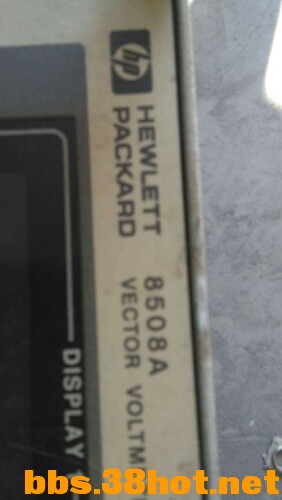 hp
HEWLETT
PACKARD
8508A
VECTOR VOLTM
DISPLAY
bbs.38hot.net